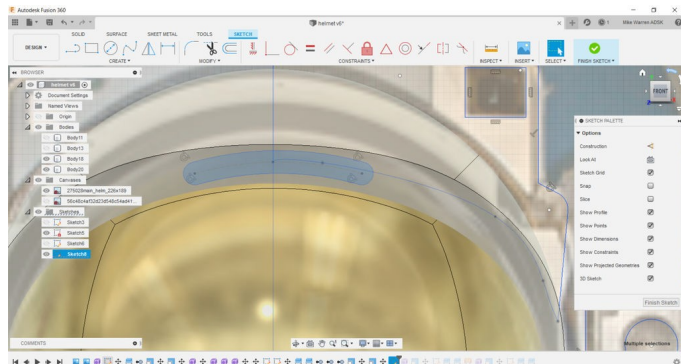 Autodesk Fusion 360
helmet v6*
Mike Warren ADSK
SOLID SURFACE SHEET METAL TOOLS SKETCH
DESIGN
CREATE MODIFY CONSTRAINTS INSPECT INSERT SELECT FINISH SKETCH
BROWSER
helmet v6
Document Settings
Named Views
Origin
Bodies
Body11
Body13
Body18
Body20
Canvases
Sketches
Sketch3
Sketch5
Sketch6
Sketch8
FRONT
SKETCH PALETTE
Options
Construction
Look At
Sketch Grid
Snap
Slice
Show Profile
Show Points
Show Dimensions
Show Constraints
Show Projected Geometries
3D Sketch
Finish Sketch
Multiple selections
COMMENTS